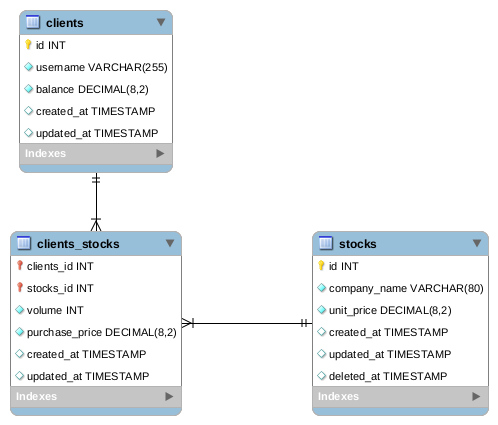 clients
id INT
username VARCHAR(255)
balance DECIMAL(8,2)
created_at TIMESTAMP
updated_at TIMESTAMP
Indexes
clients_stocks
clients_id INT
stocks_id INT
volume INT
purchase_price DECIMAL(8,2)
created_at TIMESTAMP
updated_at TIMESTAMP
Indexes
stocks
id INT
company_name VARCHAR(80)
unit_price DECIMAL(8,2)
created_at TIMESTAMP
updated_at TIMESTAMP
deleted_at TIMESTAMP
Indexes